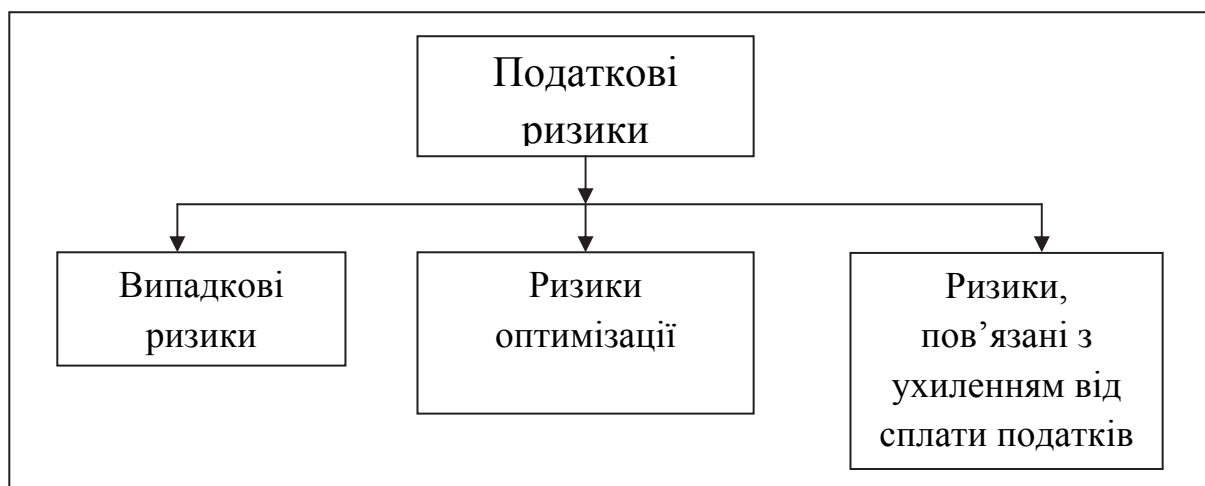 Податкові
ризики
Випадкові
ризики
Ризики
оптимізації
Ризики,
пов’язані з
ухиленням від
сплати податків